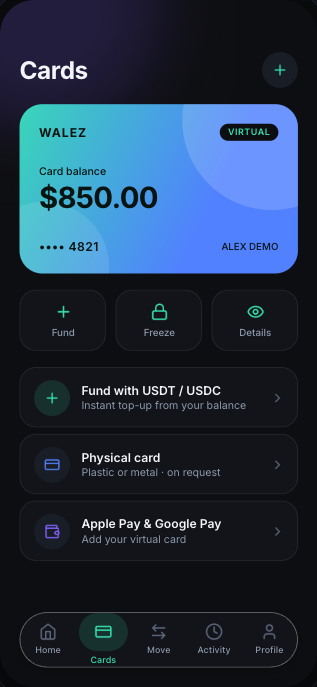 Cards
WALEZ
VIRTUAL
Card balance
$850.00
•••• 4821
ALEX DEMO
Fund
Freeze
Details
Fund with USDT / USDC
Instant top-up from your balance
Physical card
Plastic or metal · on request
Apple Pay & Google Pay
Add your virtual card
Home
Cards
Move
Activity
Profile